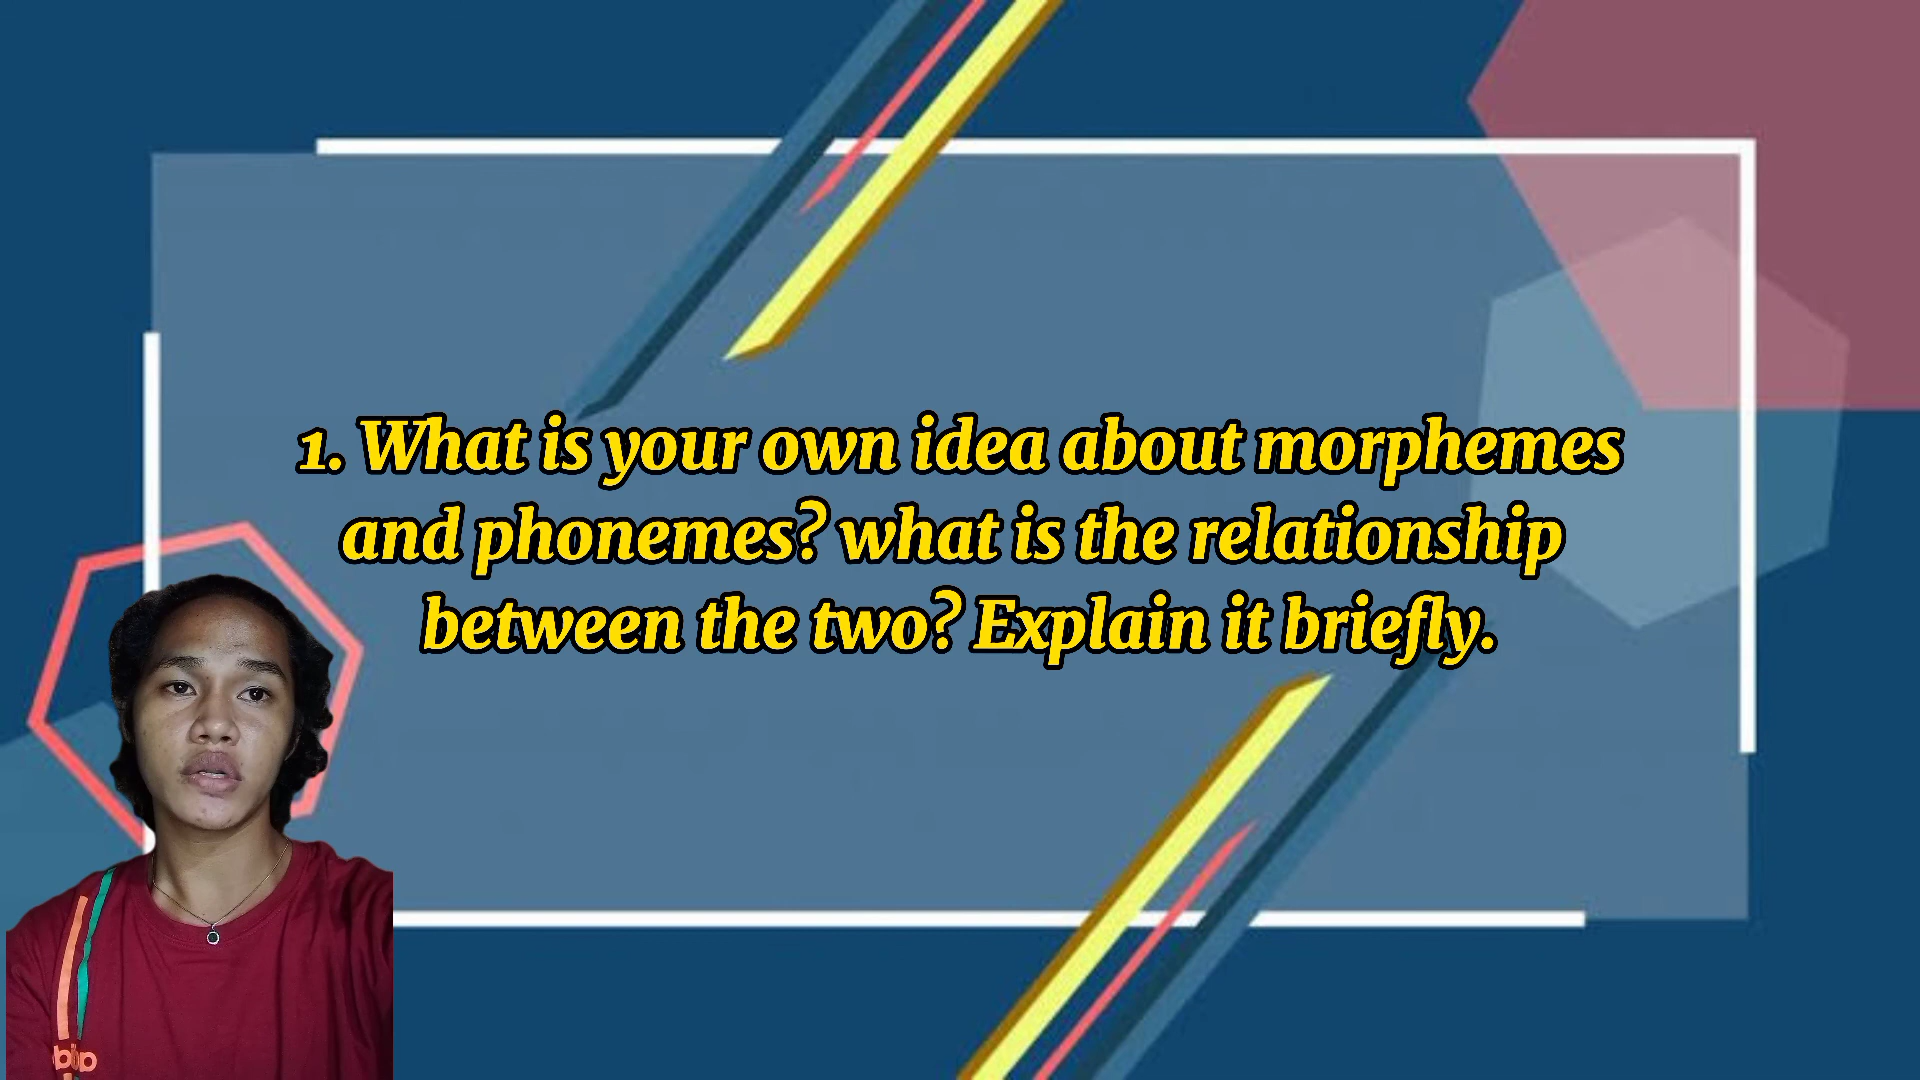 1. What is your own idea about morphemes
and phonemes? what is the relationship
between the two? Explain it briefly.